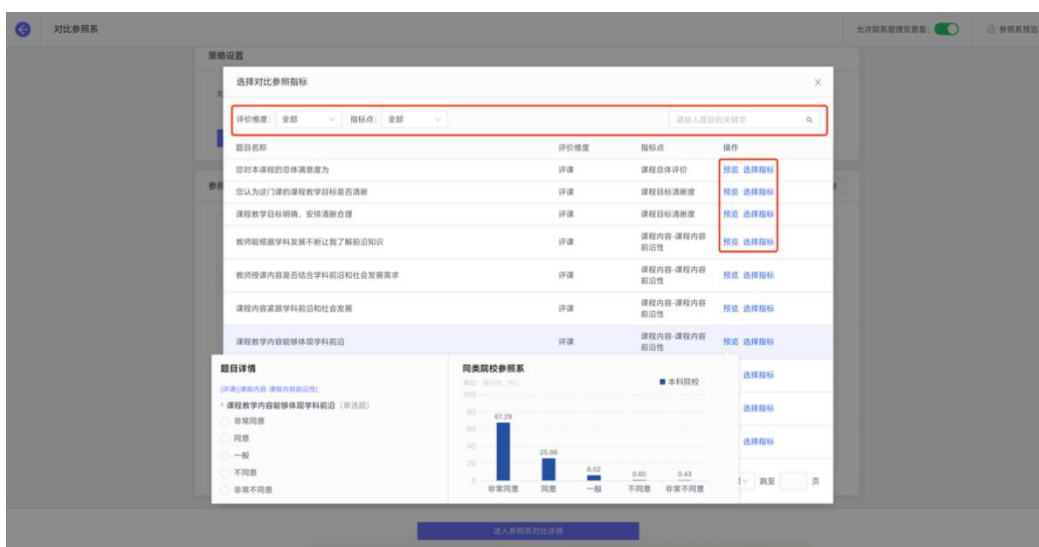 对比参照系
允许院系管理员查看:
参照系预览
策略设置
选择对比参照指标
评价维度: 全部 指标点: 全部 请输入题目的关键字
题目名称 评价维度 指标点 操作
您对本课程的总体满意度为 评课 课程总体评价 预览 选择指标
您认为这门课的课程教学目标是否清晰 评课 课程目标清晰度 预览 选择指标
课程教学目标明确、安排清晰合理 评课 课程目标清晰度 预览 选择指标
教师能根据学科发展不断让我了解前沿知识 评课 课程内容-课程内容前沿性 预览 选择指标
教师授课内容是否结合学科前沿和社会发展需求 评课 课程内容-课程内容前沿性 预览 选择指标
课程内容紧跟学科前沿和社会发展 评课 课程内容-课程内容前沿性 预览 选择指标
课程教学内容能够体现学科前沿 评课 课程内容-课程内容前沿性 预览 选择指标
选择指标
选择指标
选择指标
跳至 页
题目详情
[评课][课程内容-课程内容前沿性]
* 课程教学内容能够体现学科前沿 (单选题)
非常同意
同意
一般
不同意
非常不同意
同类院校参照系
单位: 百分比 (%)
本科院校
100
80
60
40
20
0
67.29
25.66
6.02
0.60
0.43
非常同意 同意 一般 不同意 非常不同意
进入参照系对比详情